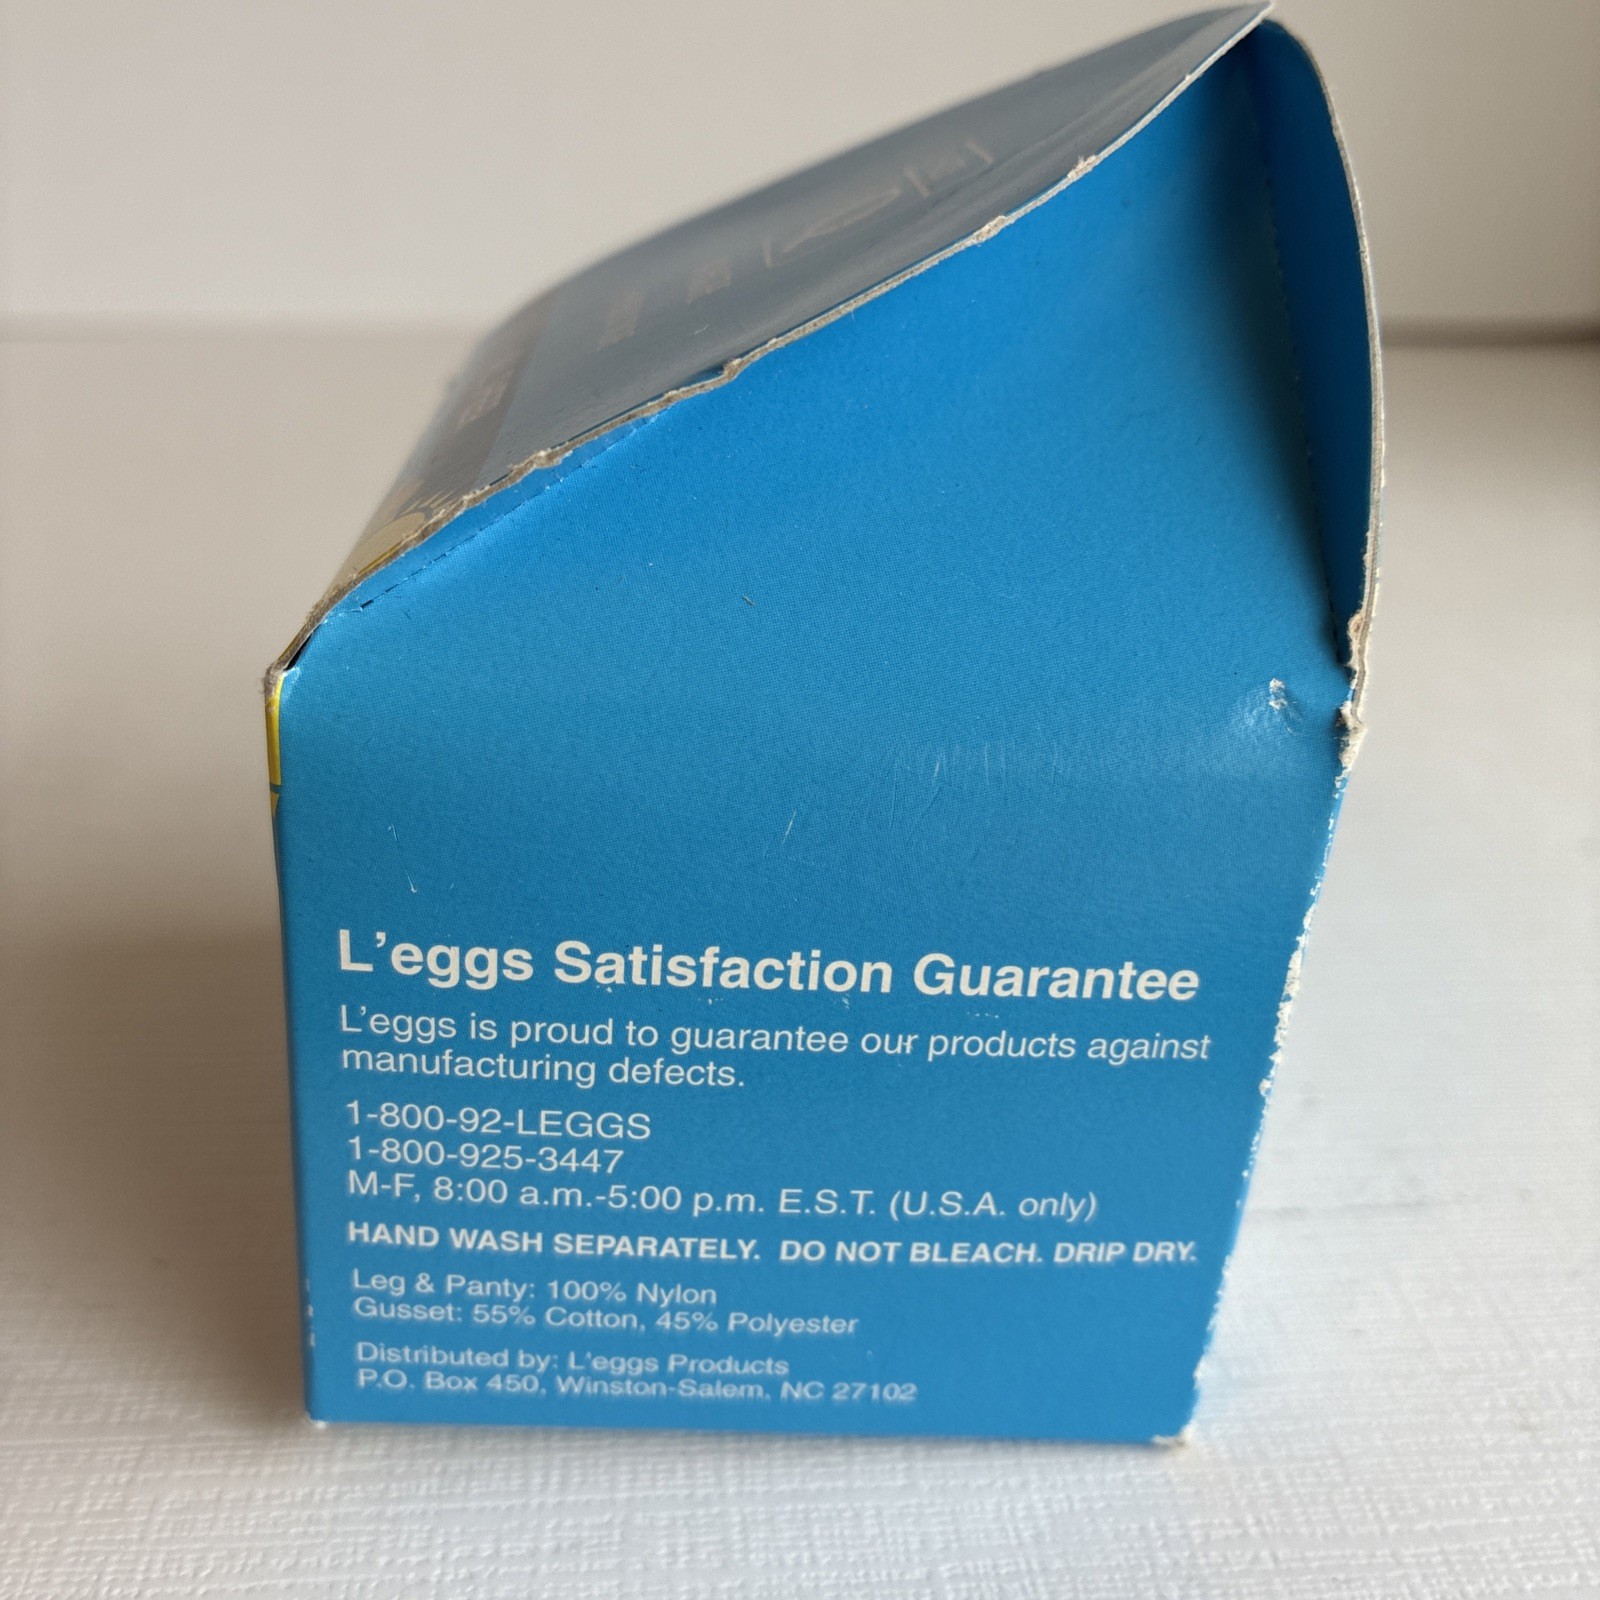 L'eggs Satisfaction Guarantee
L'eggs is proud to guarantee our products against
manufacturing defects.
1-800-92-LEGGS
1-800-925-3447
M-F, 8:00 a.m.-5:00 p.m. E.S.T. (U.S.A. only)
HAND WASH SEPARATELY. DO NOT BLEACH. DRIP DRY.
Leg & Panty: 100% Nylon
Gusset: 55% Cotton, 45% Polyester
Distributed by: L'eggs Products
P.O. Box 450, Winston-Salem, NC 27102